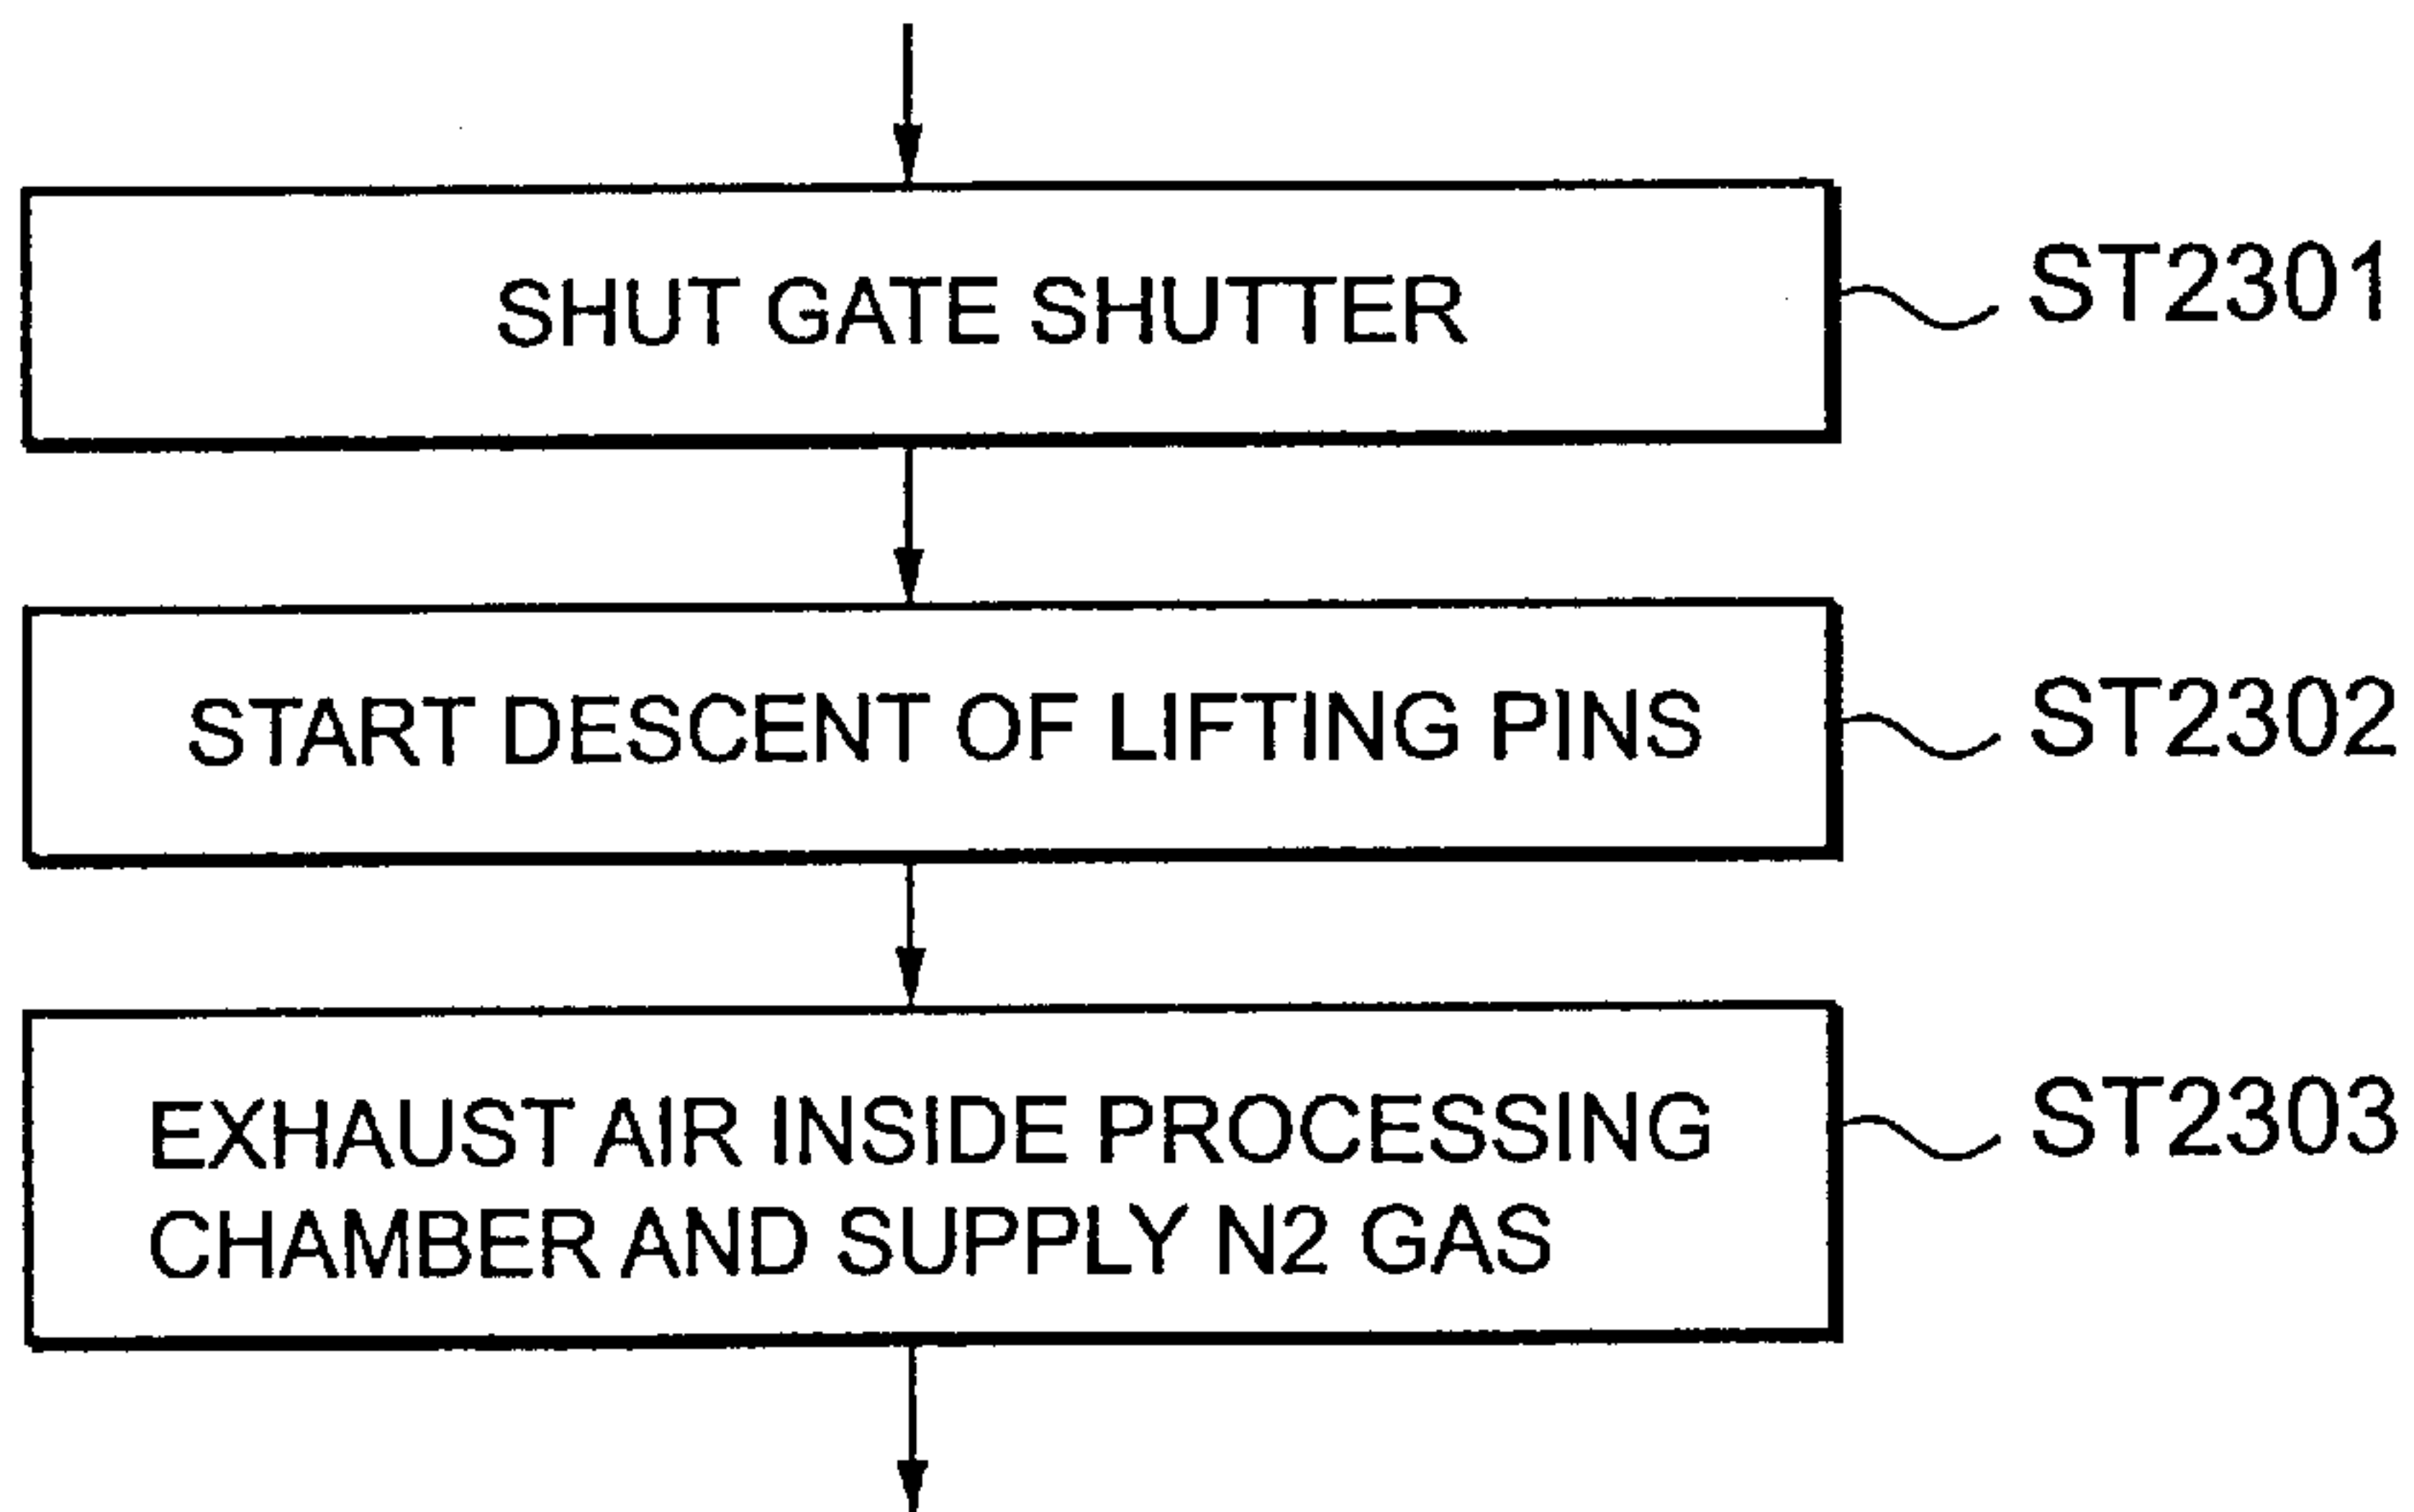 SHUT GATE SHUTTER
ST2301
START DESCENT OF LIFTING PINS
ST2302
EXHAUST AIR INSIDE PROCESSING
CHAMBER AND SUPPLY N2 GAS
ST2303